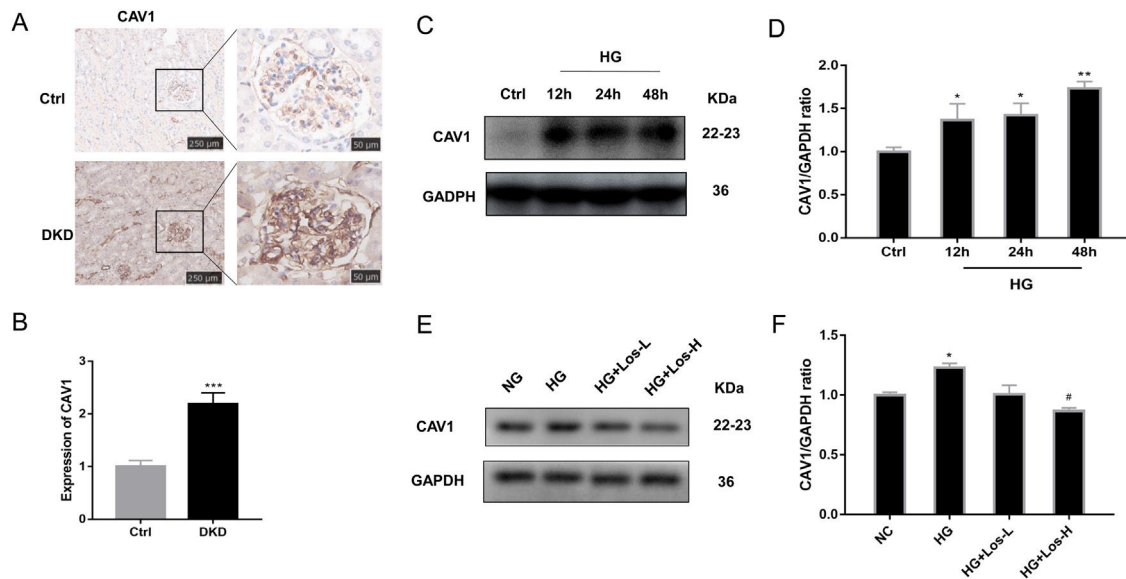 A
CAV1
Ctrl
250 μm
50 μm
DKD
250 μm
50 μm
B
Expression of CAV1
3
2
1
0
***
Ctrl
DKD
C
HG
Ctrl
12h
24h
48h
KDa
CAV1
22-23
GADPH
36
D
CAV1/GAPDH ratio
2.0
1.5
1.0
0.5
0.0
*
*
**
Ctrl
12h
24h
48h
HG
E
NG
HG
HG+Los-L
HG+Los-H
KDa
CAV1
22-23
GAPDH
36
F
CAV1/GAPDH ratio
1.5
1.0
0.5
0.0
*
#
NC
HG
HG+Los-L
HG+Los-H